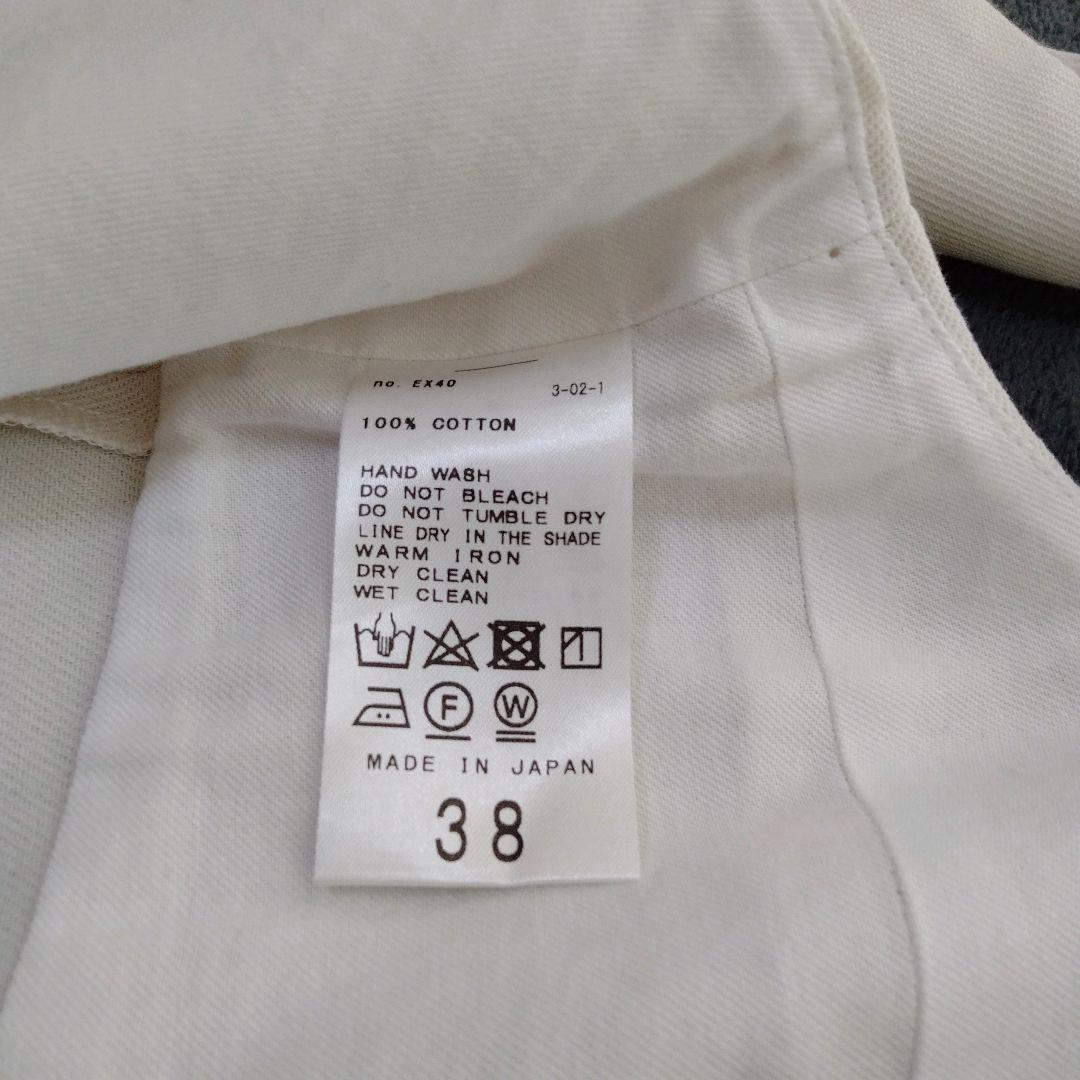 no. EX40 3-02-1
100% COTTON
HAND WASH
DO NOT BLEACH
DO NOT TUMBLE DRY
LINE DRY IN THE SHADE
WARM IRON
DRY CLEAN
WET CLEAN
F W
MADE IN JAPAN
38